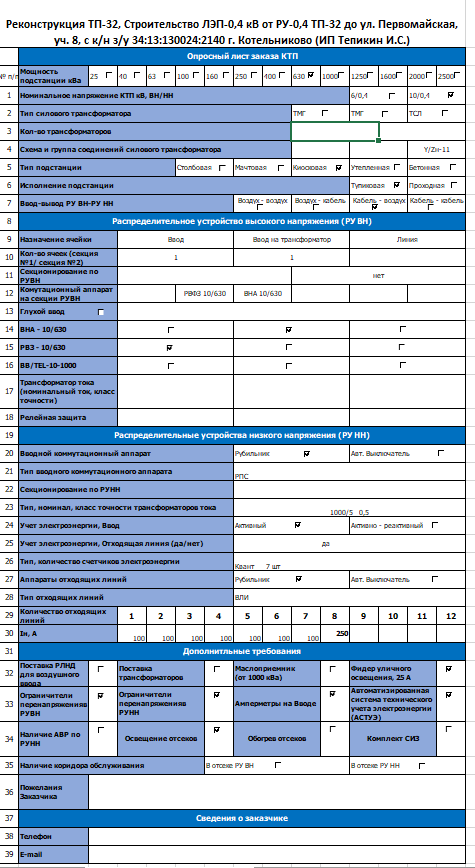 Реконструкция ТП-32, Строительство ЛЭП-0,4 кВ от РУ-0,4 ТП-32 до ул. Первомайская,
уч. 8, с к/н з/у 34:13:130024:2140 г. Котельниково (ИП Тепикин И.С.)
Опросный лист заказа КТП
№ п/п Мощность подстанции кВа 25 40 63 100 160 250 400 630 1000 1250 1600 2000 2500
1 Номинальное напряжение КТП кВ, ВН/НН 6/0,4 10/0,4
2 Тип силового трансформатора ТМГ ТМГ ТСЛ
3 Кол-во трансформаторов
4 Схема и группа соединений силового трансформатора Y/Zн-11
5 Тип подстанции Столбовая Мачтовая Киосковая Утепленная Бетонная
6 Исполнение подстанции Тупиковая Проходная
7 Ввод-вывод РУ ВН-РУ НН Воздух - воздух Воздух - кабель Кабель - воздух Кабель - кабель
8 Распределительное устройство высокого напряжения (РУ ВН)
9 Назначение ячейки Ввод Ввод на трансформатор Линия
10 Кол-во ячеек (секция №1/ секция №2) 1 1
11 Секционирование по РУВН нет
12 Комутационный аппарат на секции РУВН РВФЗ 10/630 ВНА 10/630
13 Глухой ввод
14 ВНА - 10/630
15 РВЗ - 10/630
16 BB/TEL-10-1000
17 Трансформатор тока (номинальный ток, класс точности)
18 Релейная защита
19 Распределительные устройства низкого напряжения (РУ НН)
20 Вводной коммутационный аппарат Рубильник Авт. Выключатель
21 Тип вводного коммутационного аппарата РПС
22 Секционирование по РУНН
23 Тип, номинал, класс точности трансформаторов тока 1000/5 0,5
24 Учет электроэнергии, Ввод Активный Активно - реактивный
25 Учет электроэнергии, Отходящая линия (да/нет) да
26 Тип, количество счетчиков электроэнергии Квант 7 шт
27 Аппараты отходящих линий Рубильник Авт. Выключатель
28 Тип отходящих линий ВЛИ
29 Количество отходящих линий 1 2 3 4 5 6 7 8 9 10 11 12
30 Iн, А 100 100 100 100 100 100 100 250
31 Дополнитльные требования
32 Поставка РЛНД для воздушного ввода Поставка трансформаторов Маслоприемник (от 1000 кВа) Фидер уличного освещения, 25 А
33 Ограничители перенапряжения РУВН Ограничители перенапряжения РУНН Амперметры на Вводе Автоматизированная система технического учета электроэнергии (АСТУЭ)
34 Наличие АВР по РУНН Освещение отсеков Обогрев отсеков Комплект СИЗ
35 Наличие коридора обслуживания В отсеке РУ ВН В отсеке РУ НН
36 Пожелания Заказчика
37 Сведения о заказчике
38 Телефон
39 E-mail